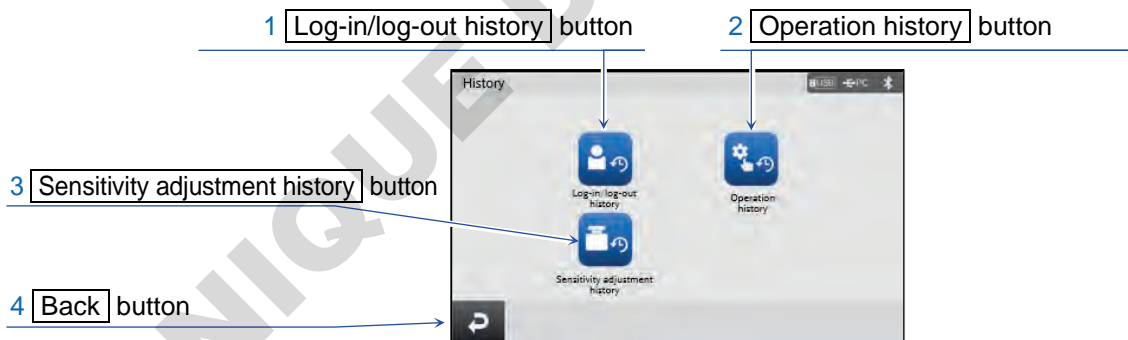 1 Log-in/log-out history button
2 Operation history button
History
USB PC
Log-in/log-out
history
Operation
history
3 Sensitivity adjustment history button
Sensitivity adjustment
history
4 Back button
NIQUE